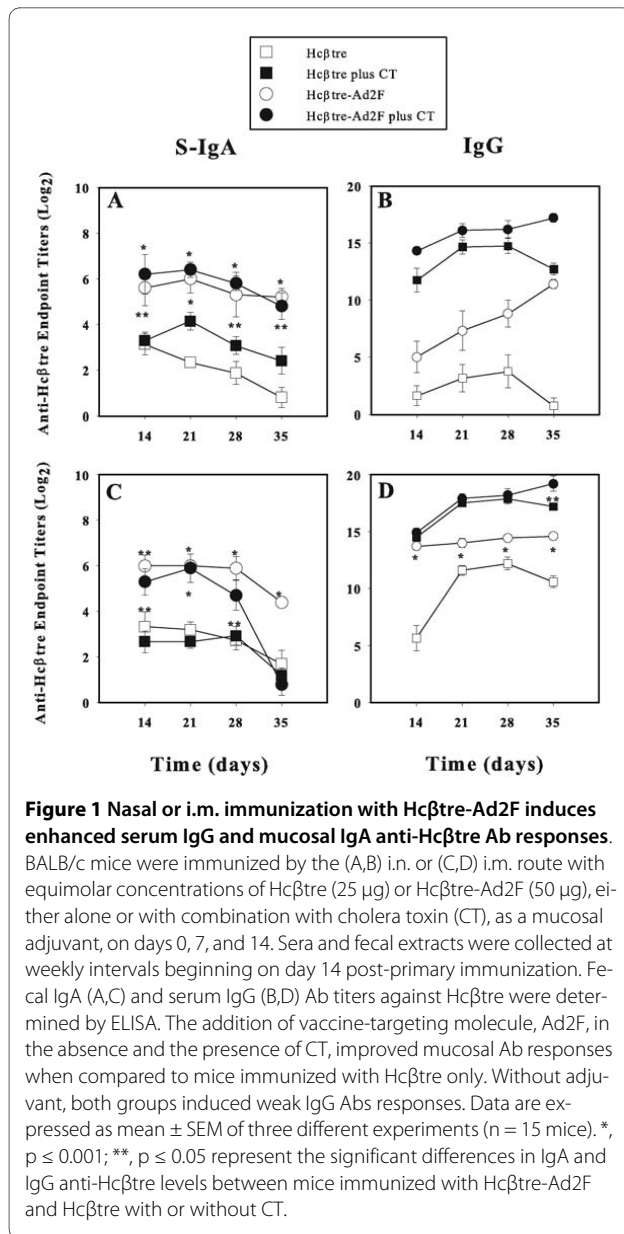 Hcβtre
Hcβtre plus CT
Hcβtre-Ad2F
Hcβtre-Ad2F plus CT
S-IgA
IgG
Anti-Hcβtre Endpoint Titers (Log2)
A
10
8
6
4
2
0
* * * *
** * ** **
14 21 28 35
B
20
15
10
5
0
14 21 28 35
Anti-Hcβtre Endpoint Titers (Log2)
C
10
8
6
4
2
0
** * * *
** * **
14 21 28 35
D
20
15
10
5
0
**
* * * *
14 21 28 35
Time (days)
Time (days)
Figure 1 Nasal or i.m. immunization with Hcβtre-Ad2F induces
enhanced serum IgG and mucosal IgA anti-Hcβtre Ab responses.
BALB/c mice were immunized by the (A,B) i.n. or (C,D) i.m. route with
equimolar concentrations of Hcβtre (25 μg) or Hcβtre-Ad2F (50 μg), ei-
ther alone or with combination with cholera toxin (CT), as a mucosal
adjuvant, on days 0, 7, and 14. Sera and fecal extracts were collected at
weekly intervals beginning on day 14 post-primary immunization. Fe-
cal IgA (A,C) and serum IgG (B,D) Ab titers against Hcβtre were deter-
mined by ELISA. The addition of vaccine-targeting molecule, Ad2F, in
the absence and the presence of CT, improved mucosal Ab responses
when compared to mice immunized with Hcβtre only. Without adju-
vant, both groups induced weak IgG Abs responses. Data are ex-
pressed as mean ± SEM of three different experiments (n = 15 mice). *,
p ≤ 0.001; **, p ≤ 0.05 represent the significant differences in IgA and
IgG anti-Hcβtre levels between mice immunized with Hcβtre-Ad2F
and Hcβtre with or without CT.